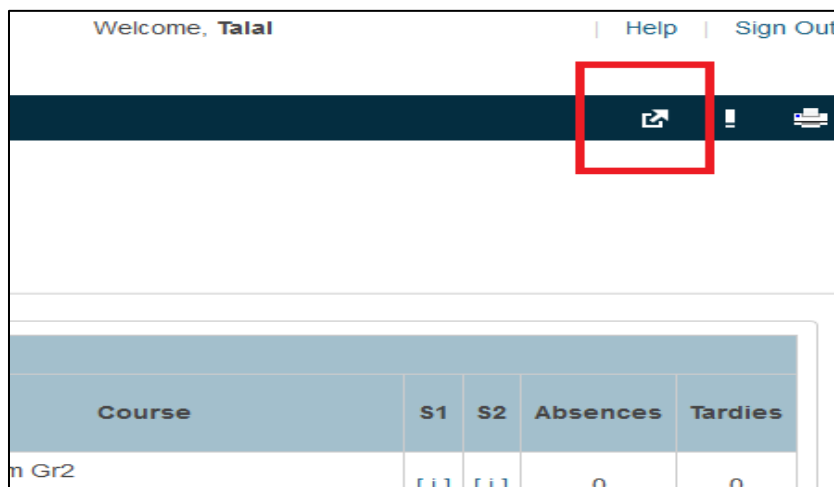 Welcome, Talal | Help | Sign Out
Course S1 S2 Absences Tardies
m Gr2
[ i ] [ i ] 0 0